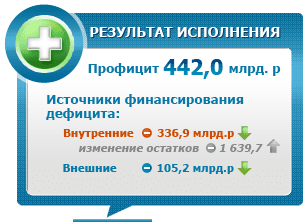 РЕЗУЛЬТАТ ИСПОЛНЕНИЯ
Профицит 442,0 млрд. р
Источники финансирования
дефицита:
Внутренние 336,9 млрд.р
изменение остатков 1 639,7
Внешние 105,2 млрд.р